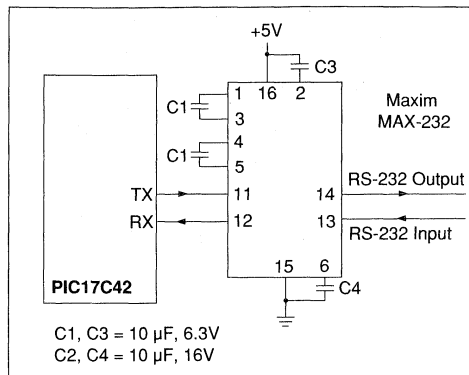 +5V
C3
1
16
2
Maxim
MAX-232
C1
3
4
C1
5
TX
11
14
RS-232 Output
RX
12
13
RS-232 Input
15
6
C4
PIC17C42
C1, C3 = 10 µF, 6.3V
C2, C4 = 10 µF, 16V